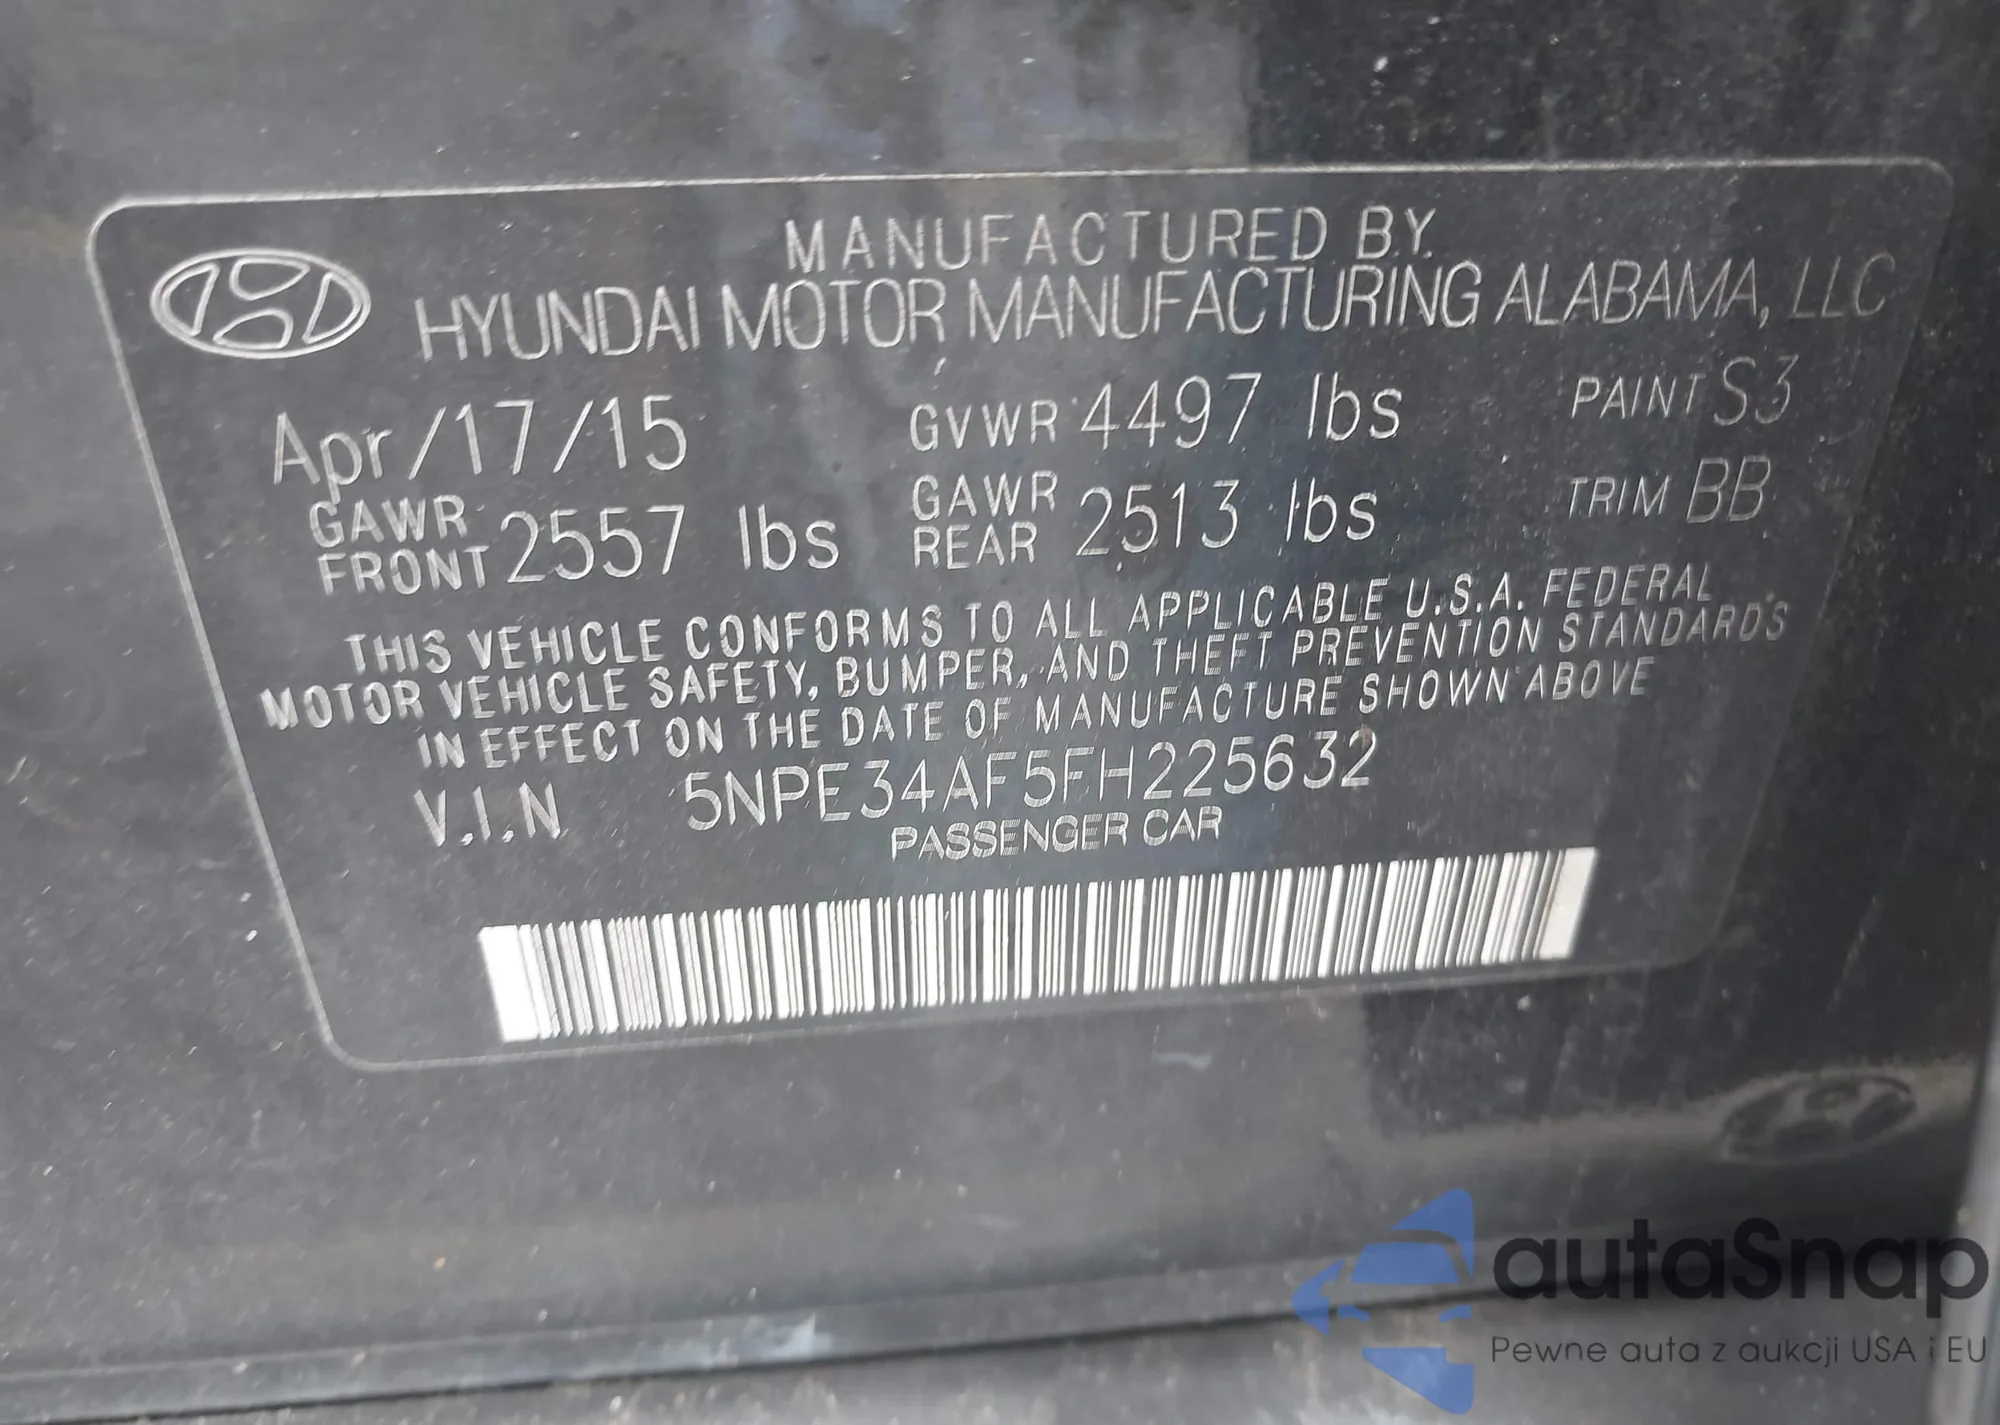 MANUFACTURED BY
HYUNDAI MOTOR MANUFACTURING ALABAMA, LLC
Apr/17/15 GVWR 4497 lbs PAINT S3
GAWR FRONT 2557 lbs GAWR REAR 2513 lbs TRIM BB
THIS VEHICLE CONFORMS TO ALL APPLICABLE U.S.A. FEDERAL
MOTOR VEHICLE SAFETY, BUMPER, AND THEFT PREVENTION STANDARDS
IN EFFECT ON THE DATE OF MANUFACTURE SHOWN ABOVE
V.I.N 5NPE34AF5FH225632
PASSENGER CAR
autaSnap
Pewne auta z aukcji USA i EU